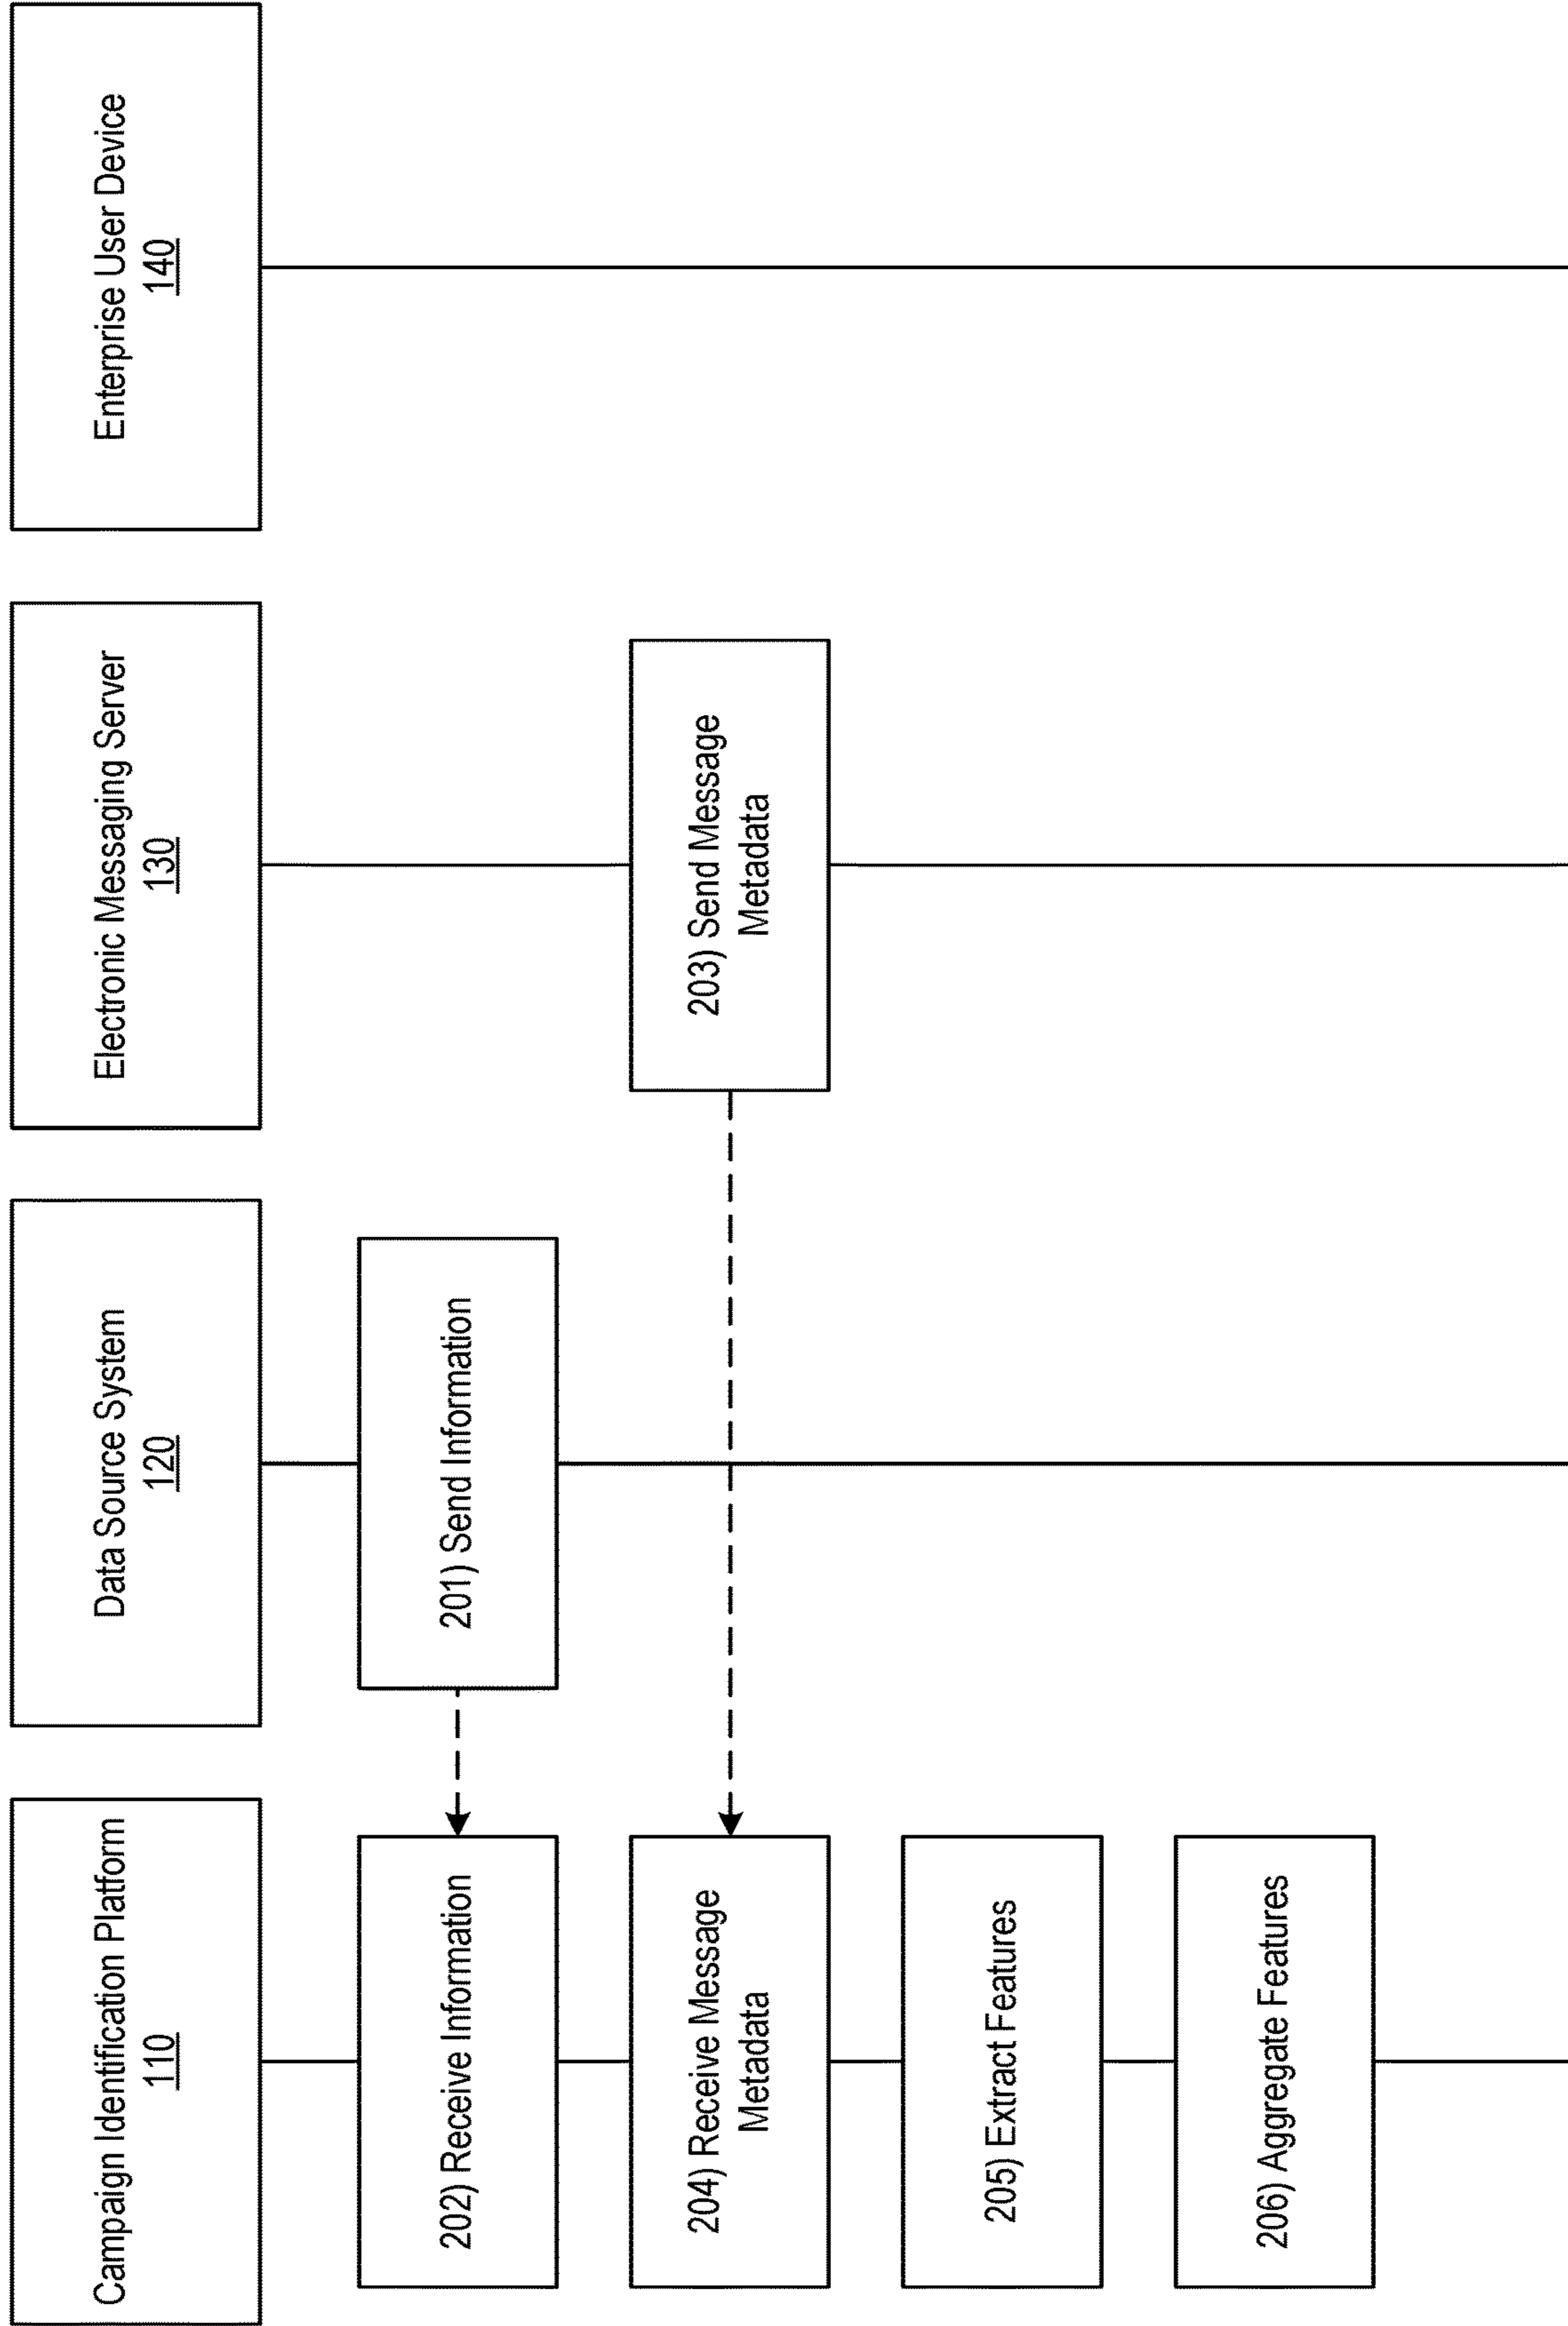 Campaign Identification Platform
110
Data Source System
120
Electronic Messaging Server
130
Enterprise User Device
140
202) Receive Information
201) Send Information
204) Receive Message
Metadata
203) Send Message
Metadata
205) Extract Features
206) Aggregate Features